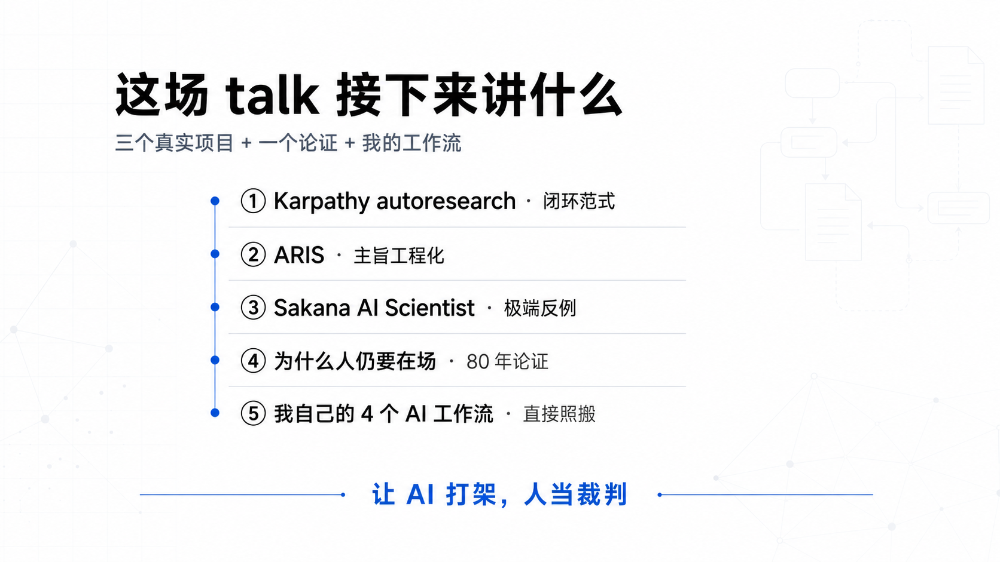 这场 talk 接下来讲什么
三个真实项目 + 一个论证 + 我的工作流
① Karpathy autoresearch · 闭环范式
② ARIS · 主旨工程化
③ Sakana AI Scientist · 极端反例
④ 为什么人仍要在场 · 80 年论证
⑤ 我自己的 4 个 AI 工作流 · 直接照搬
让 AI 打架，人当裁判